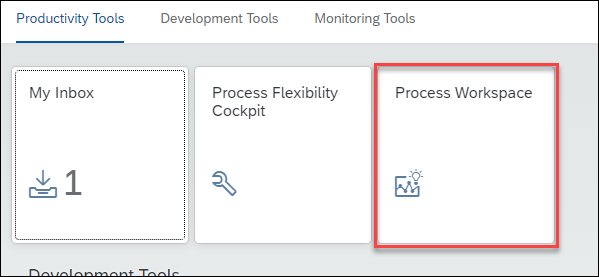 Productivity Tools Development Tools Monitoring Tools
My Inbox
Process Flexibility
Cockpit
Process Workspace
1
Development Tools